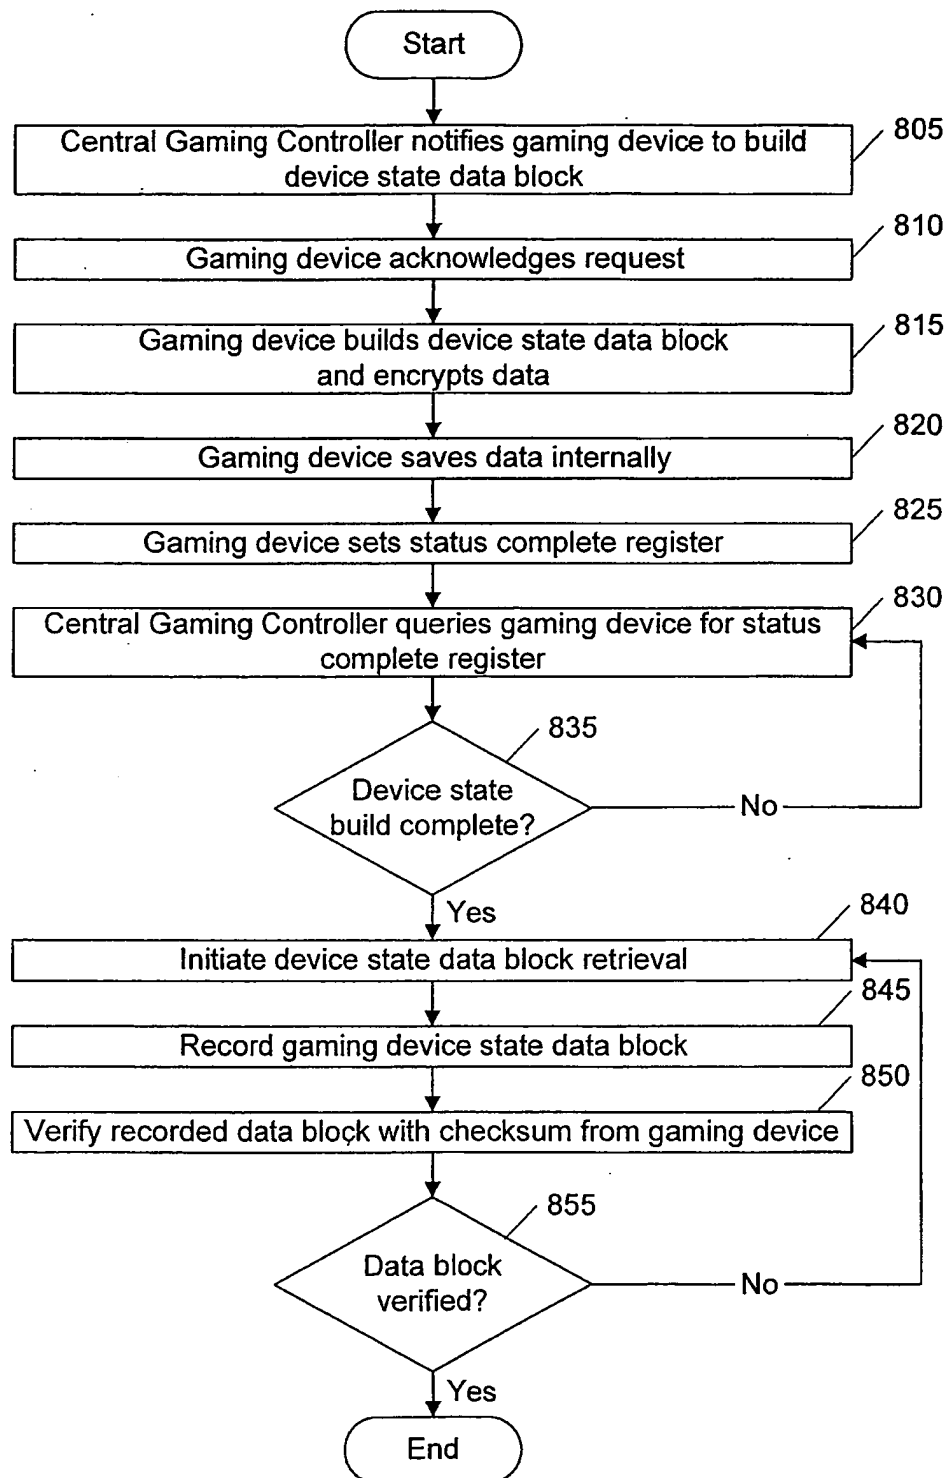 Start
805
Central Gaming Controller notifies gaming device to build
device state data block
810
Gaming device acknowledges request
815
Gaming device builds device state data block
and encrypts data
820
Gaming device saves data internally
825
Gaming device sets status complete register
830
Central Gaming Controller queries gaming device for status
complete register
835
Device state
build complete?
No
Yes
840
Initiate device state data block retrieval
845
Record gaming device state data block
850
Verify recorded data block with checksum from gaming device
855
Data block
verified?
No
Yes
End